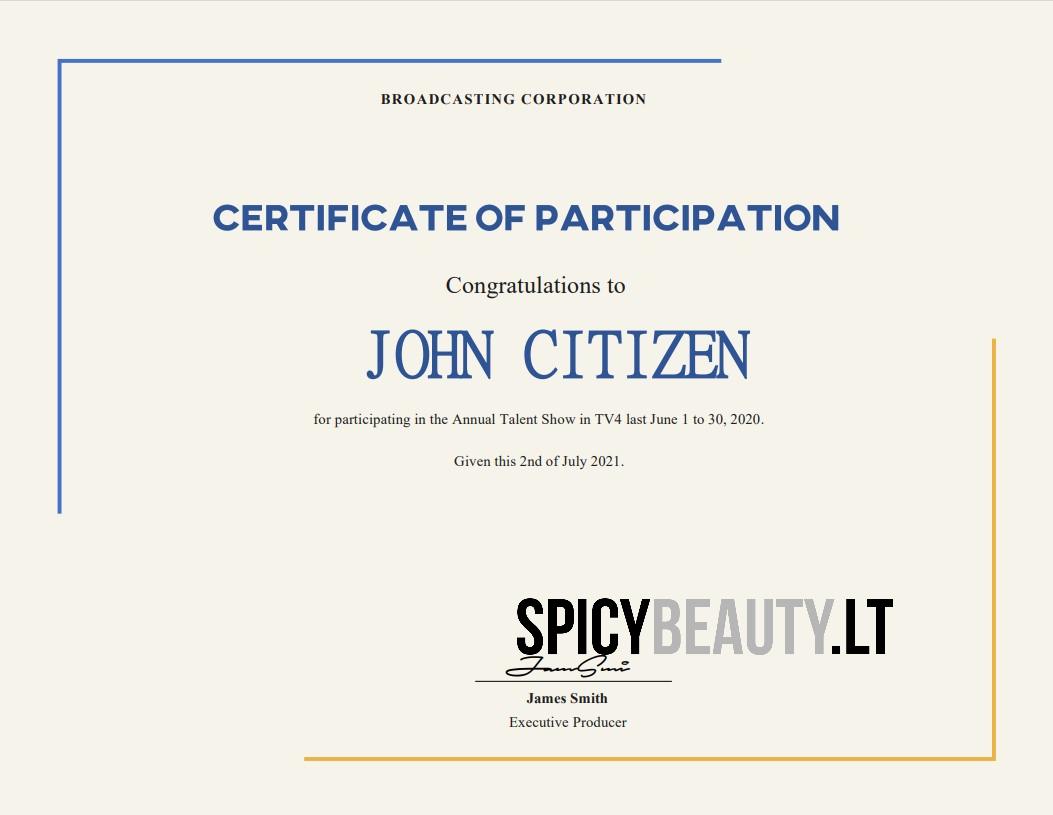 BROADCASTING CORPORATION
CERTIFICATE OF PARTICIPATION
Congratulations to
JOHN CITIZEN
for participating in the Annual Talent Show in TV4 last June 1 to 30, 2020.
Given this 2nd of July 2021.
SPICYBEAUTY.LT
James Smith
Executive Producer